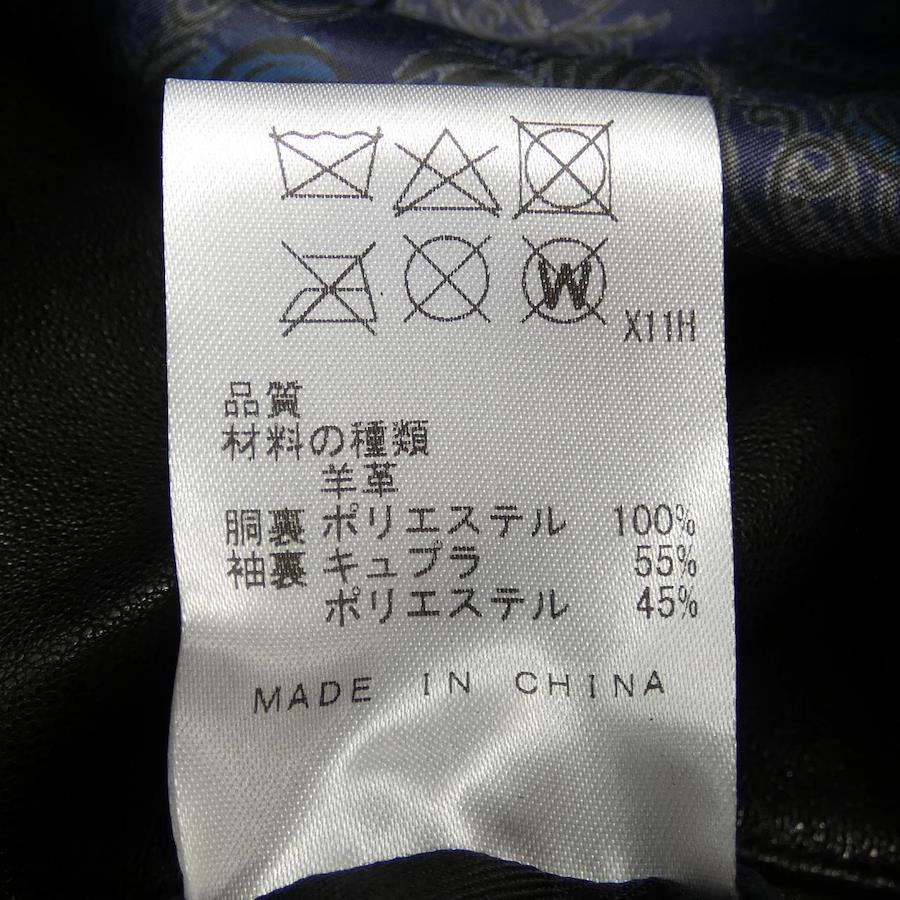 W
X11H
品質
材料の種類
羊革
胴裏 ポリエステル 100%
袖裏 キュプラ 55%
ポリエステル 45%
MADE IN CHINA